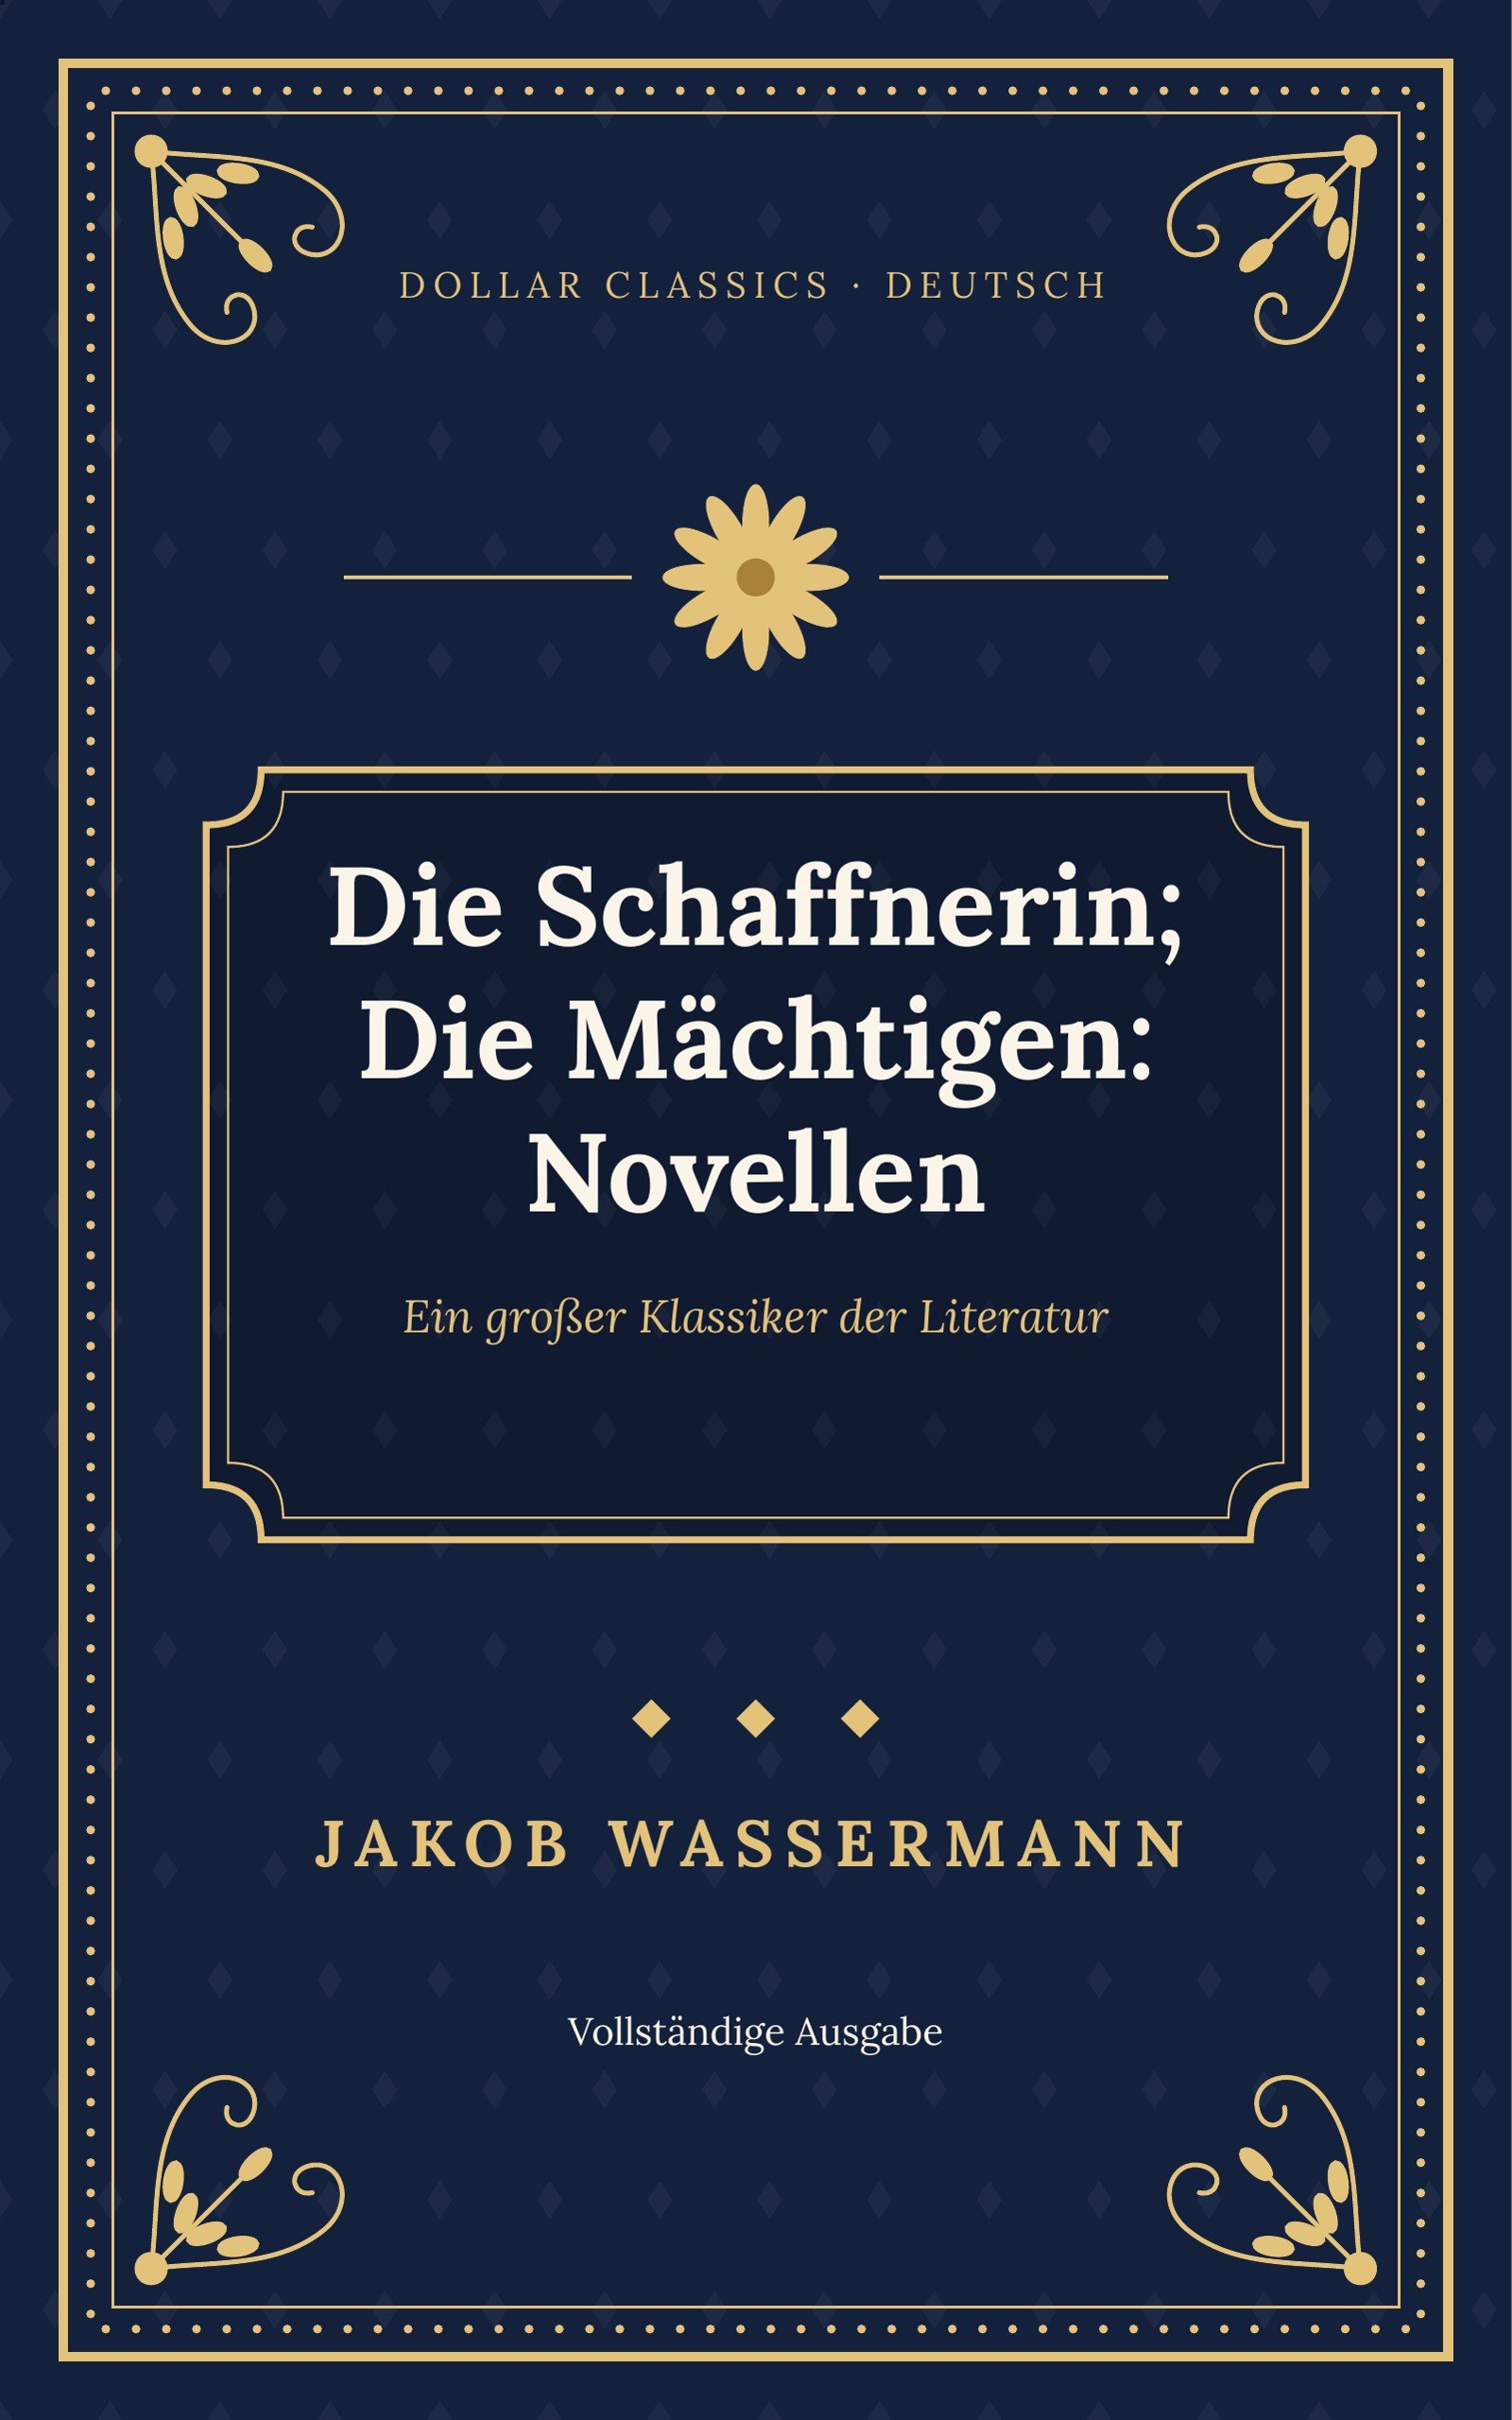 DOLLAR CLASSICS · DEUTSCH
Die Schaffnerin;
Die Mächtigen:
Novellen
Ein großer Klassiker der Literatur
JAKOB WASSERMANN
Vollständige Ausgabe